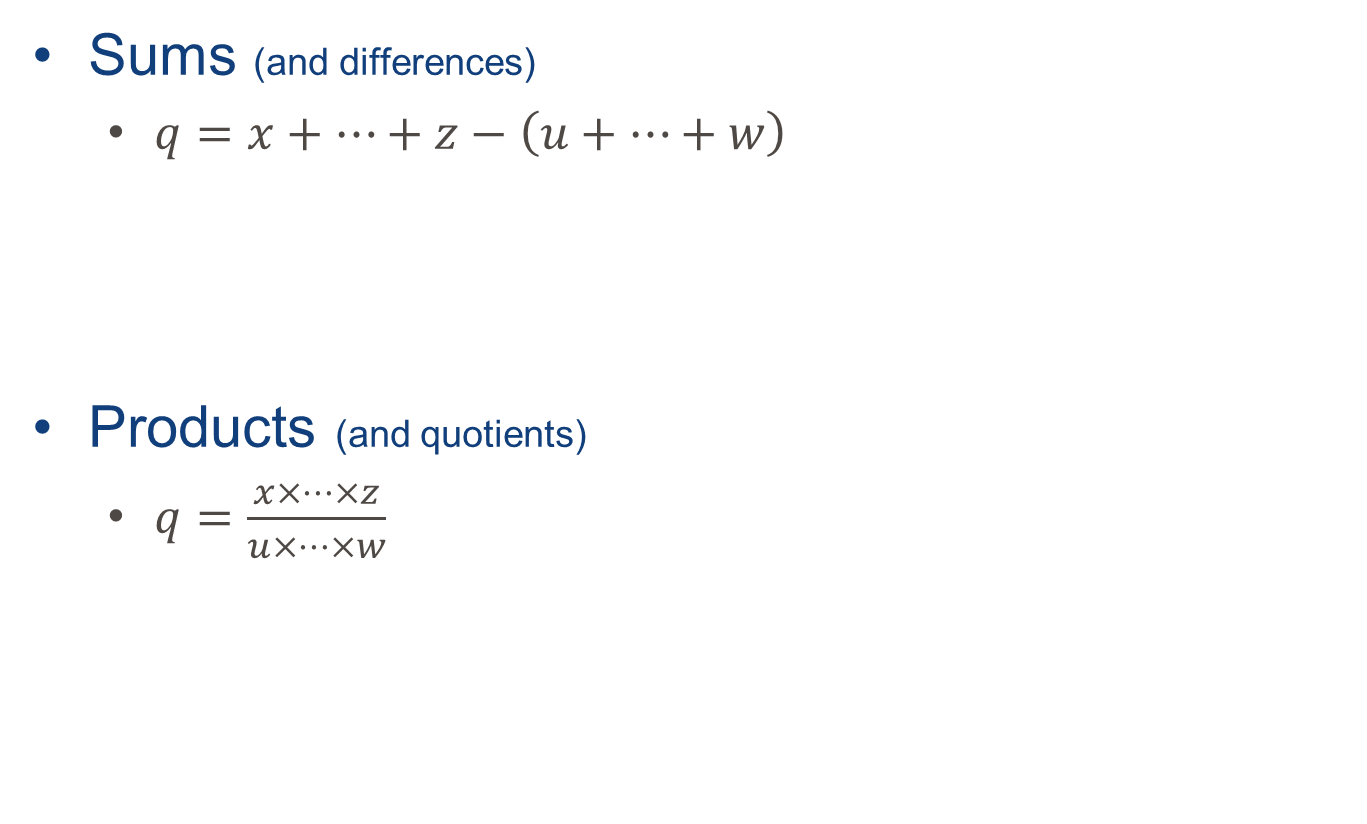 • Sums (and differences)
• q = x + ⋯ + z − (u + ⋯ + w)
• Products (and quotients)
• q = x×⋯×z / u×⋯×w